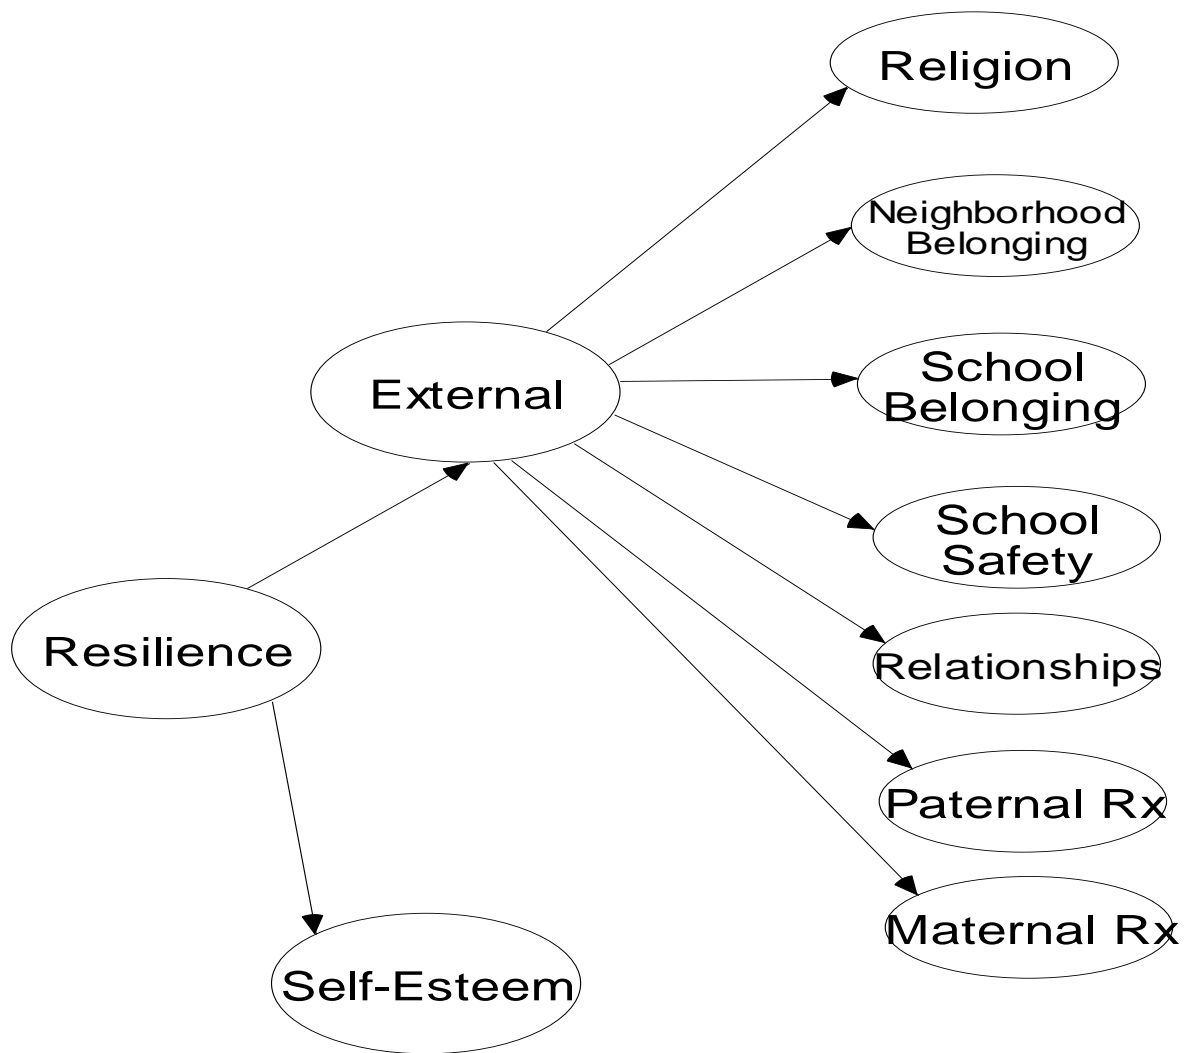 Religion
Neighborhood
Belonging
School
Belonging
External
School
Safety
Resilience
Relationships
Paternal Rx
Maternal Rx
Self-Esteem